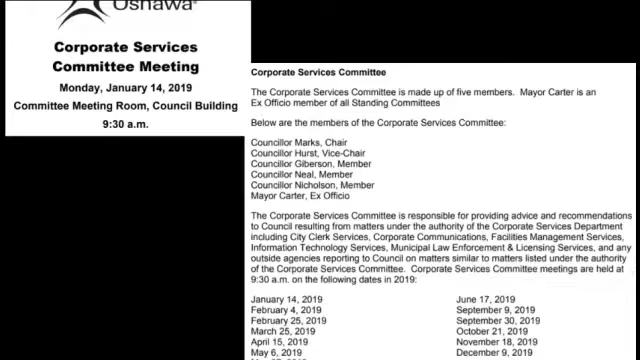 Oshawa
Corporate Services
Committee Meeting
Monday, January 14, 2019
Committee Meeting Room, Council Building
9:30 a.m.
Corporate Services Committee
The Corporate Services Committee is made up of five members. Mayor Carter is an
Ex Officio member of all Standing Committees
Below are the members of the Corporate Services Committee:
Councillor Marks, Chair
Councillor Hurst, Vice-Chair
Councillor Giberson, Member
Councillor Neal, Member
Councillor Nicholson, Member
Mayor Carter, Ex Officio
The Corporate Services Committee is responsible for providing advice and recommendations
to Council resulting from matters under the authority of the Corporate Services Department
including City Clerk Services, Corporate Communications, Facilities Management Services,
Information Technology Services, Municipal Law Enforcement & Licensing Services, and any
outside agencies reporting to Council on matters similar to matters listed under the authority
of the Corporate Services Committee. Corporate Services Committee meetings are held at
9:30 a.m. on the following dates in 2019:
January 14, 2019
February 4, 2019
February 25, 2019
March 25, 2019
April 15, 2019
May 6, 2019
June 17, 2019
September 9, 2019
September 30, 2019
October 21, 2019
November 18, 2019
December 9, 2019